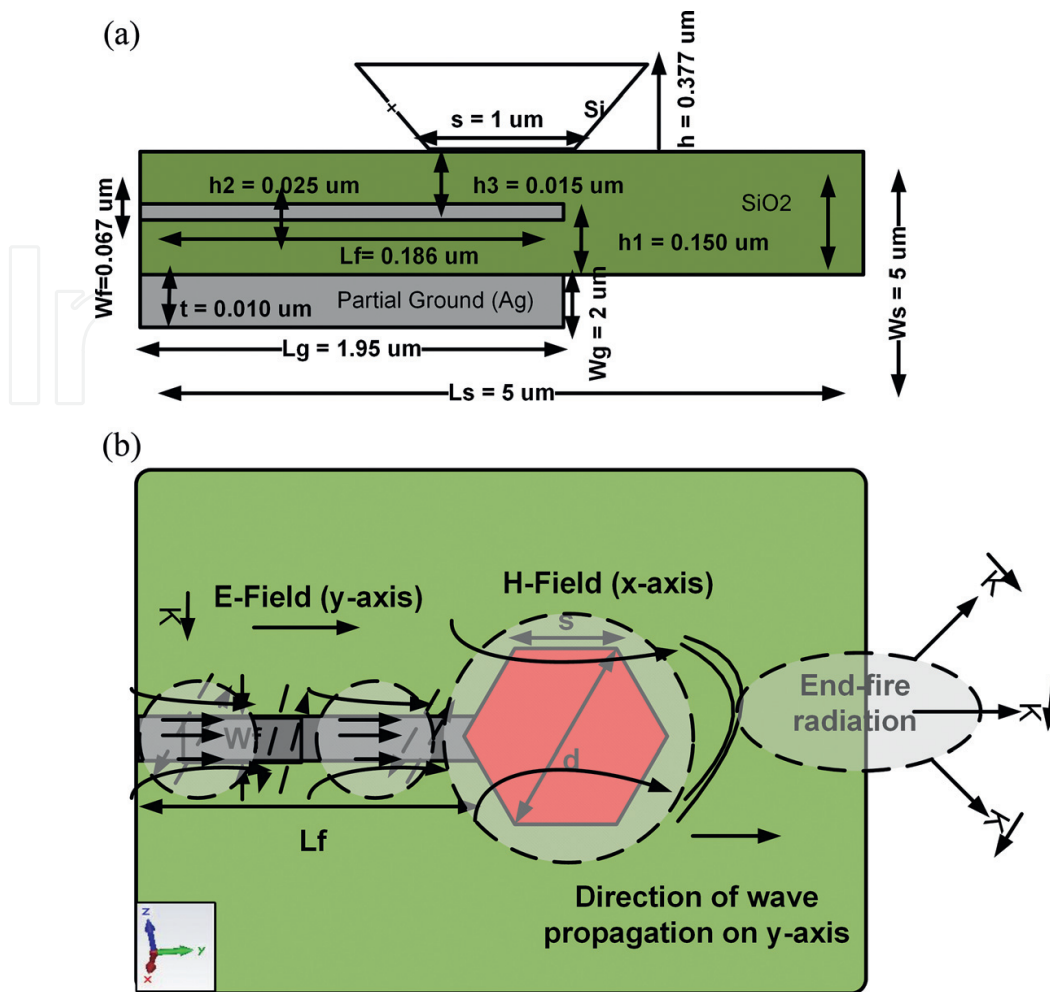 (a)
Si
h = 0.377 um
s = 1 um
h2 = 0.025 um
h3 = 0.015 um
SiO2
Wf=0.067 um
Lf= 0.186 um
h1 = 0.150 um
t = 0.010 um
Partial Ground (Ag)
Wg = 2 um
Ws = 5 um
Lg = 1.95 um
Ls = 5 um
(b)
E-Field (y-axis)
H-Field (x-axis)
K
K
s
End-fire
radiation
K
Wf
d
K
Lf
Direction of wave
propagation on y-axis
z
y
x